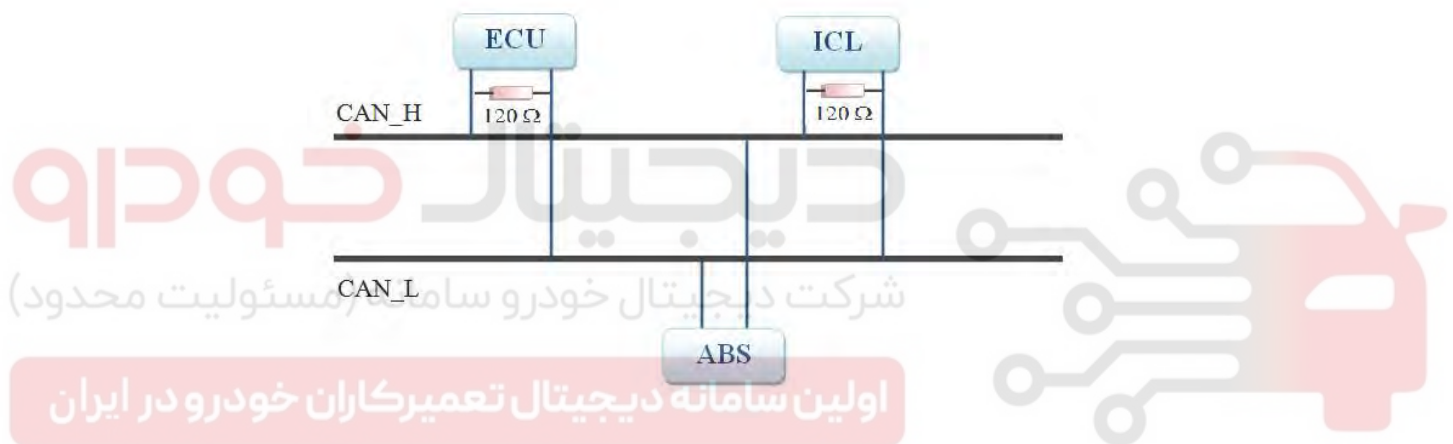 ECU
ICL
CAN_H
120 Ω
120 Ω
دیجیتال خودرو
CAN_L
شرکت دیجیتال خودرو سامانه (مسئولیت محدود)
ABS
اولین سامانه دیجیتال تعمیرکاران خودرو در ایران